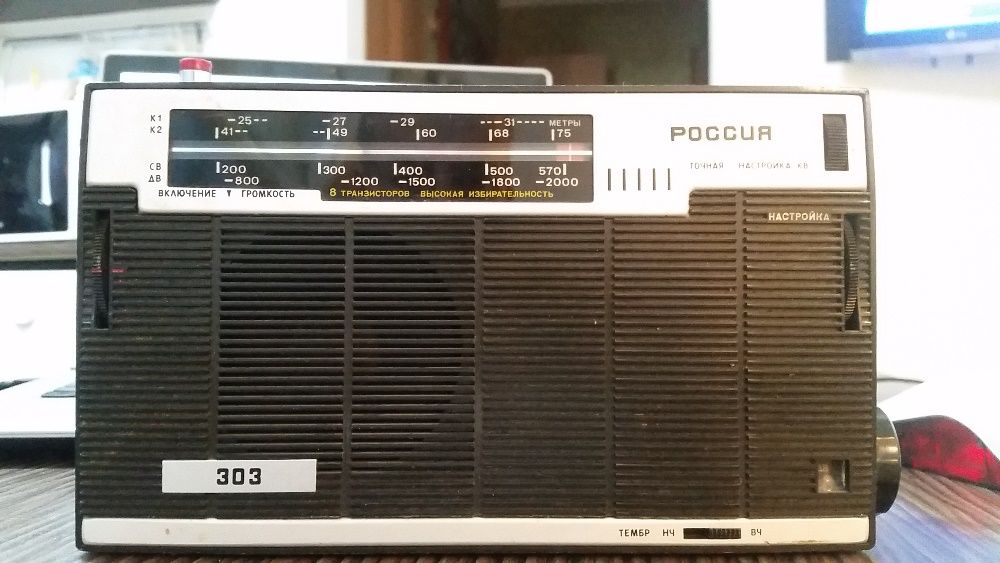 К1 –25-- –27 –29 ---31---- МЕТРЫ
К2 41-- --49 60 68 75
РОССИЯ
ТОЧНАЯ НАСТРОЙКА КВ
СВ 200 300 400 500 570
ДВ –800 –1200 –1500 –1800 –2000
ВКЛЮЧЕНИЕ ▼ ГРОМКОСТЬ
8 ТРАНЗИСТОРОВ ВЫСОКАЯ ИЗБИРАТЕЛЬНОСТЬ
НАСТРОЙКА
303
ТЕМБР НЧ ВЧ